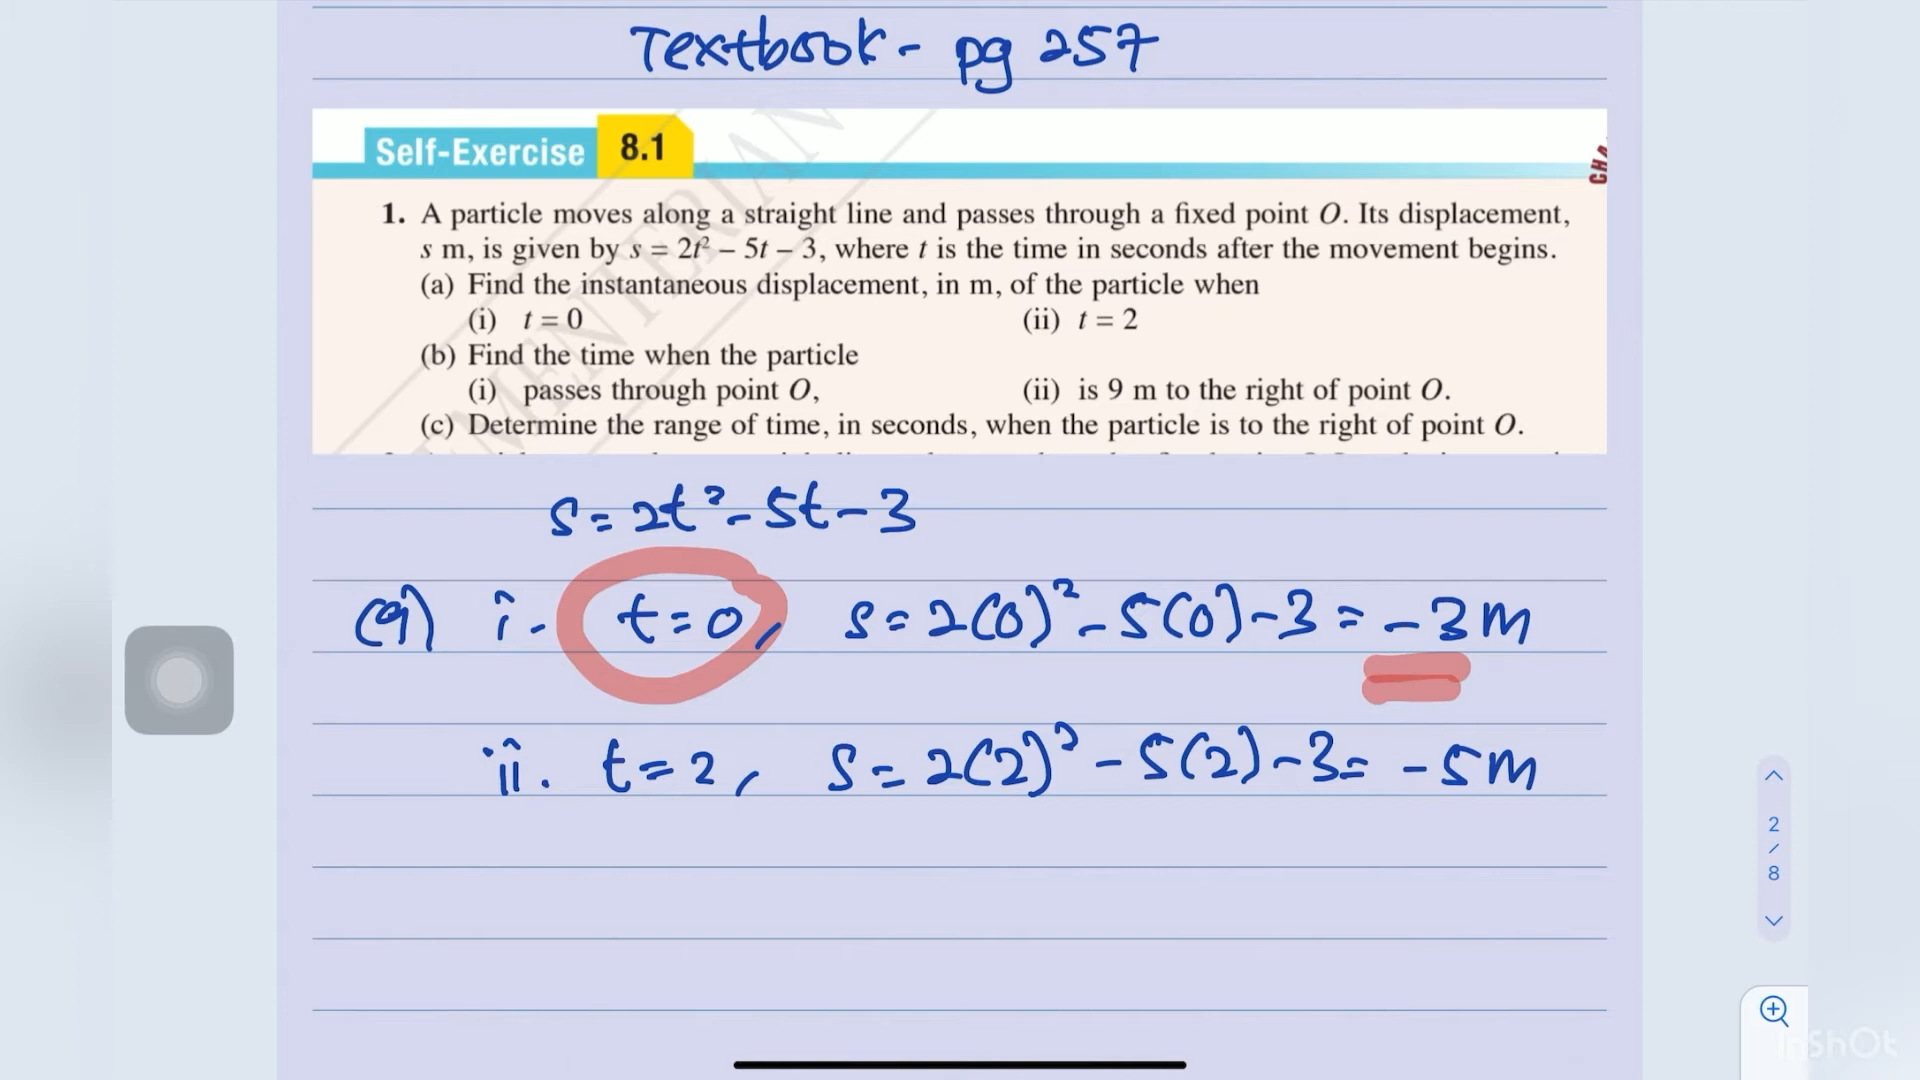 Textbook - pg 257
Self-Exercise 8.1
1. A particle moves along a straight line and passes through a fixed point O. Its displacement,
s m, is given by s = 2t² – 5t – 3, where t is the time in seconds after the movement begins.
(a) Find the instantaneous displacement, in m, of the particle when
(i) t = 0 (ii) t = 2
(b) Find the time when the particle
(i) passes through point O, (ii) is 9 m to the right of point O.
(c) Determine the range of time, in seconds, when the particle is to the right of point O.
s = 2t² - 5t - 3
(a) i. t = 0, s = 2(0)² - 5(0) - 3 = -3m
ii. t = 2, s = 2(2)² - 5(2) - 3 = -5m
2
/
8
InShOt